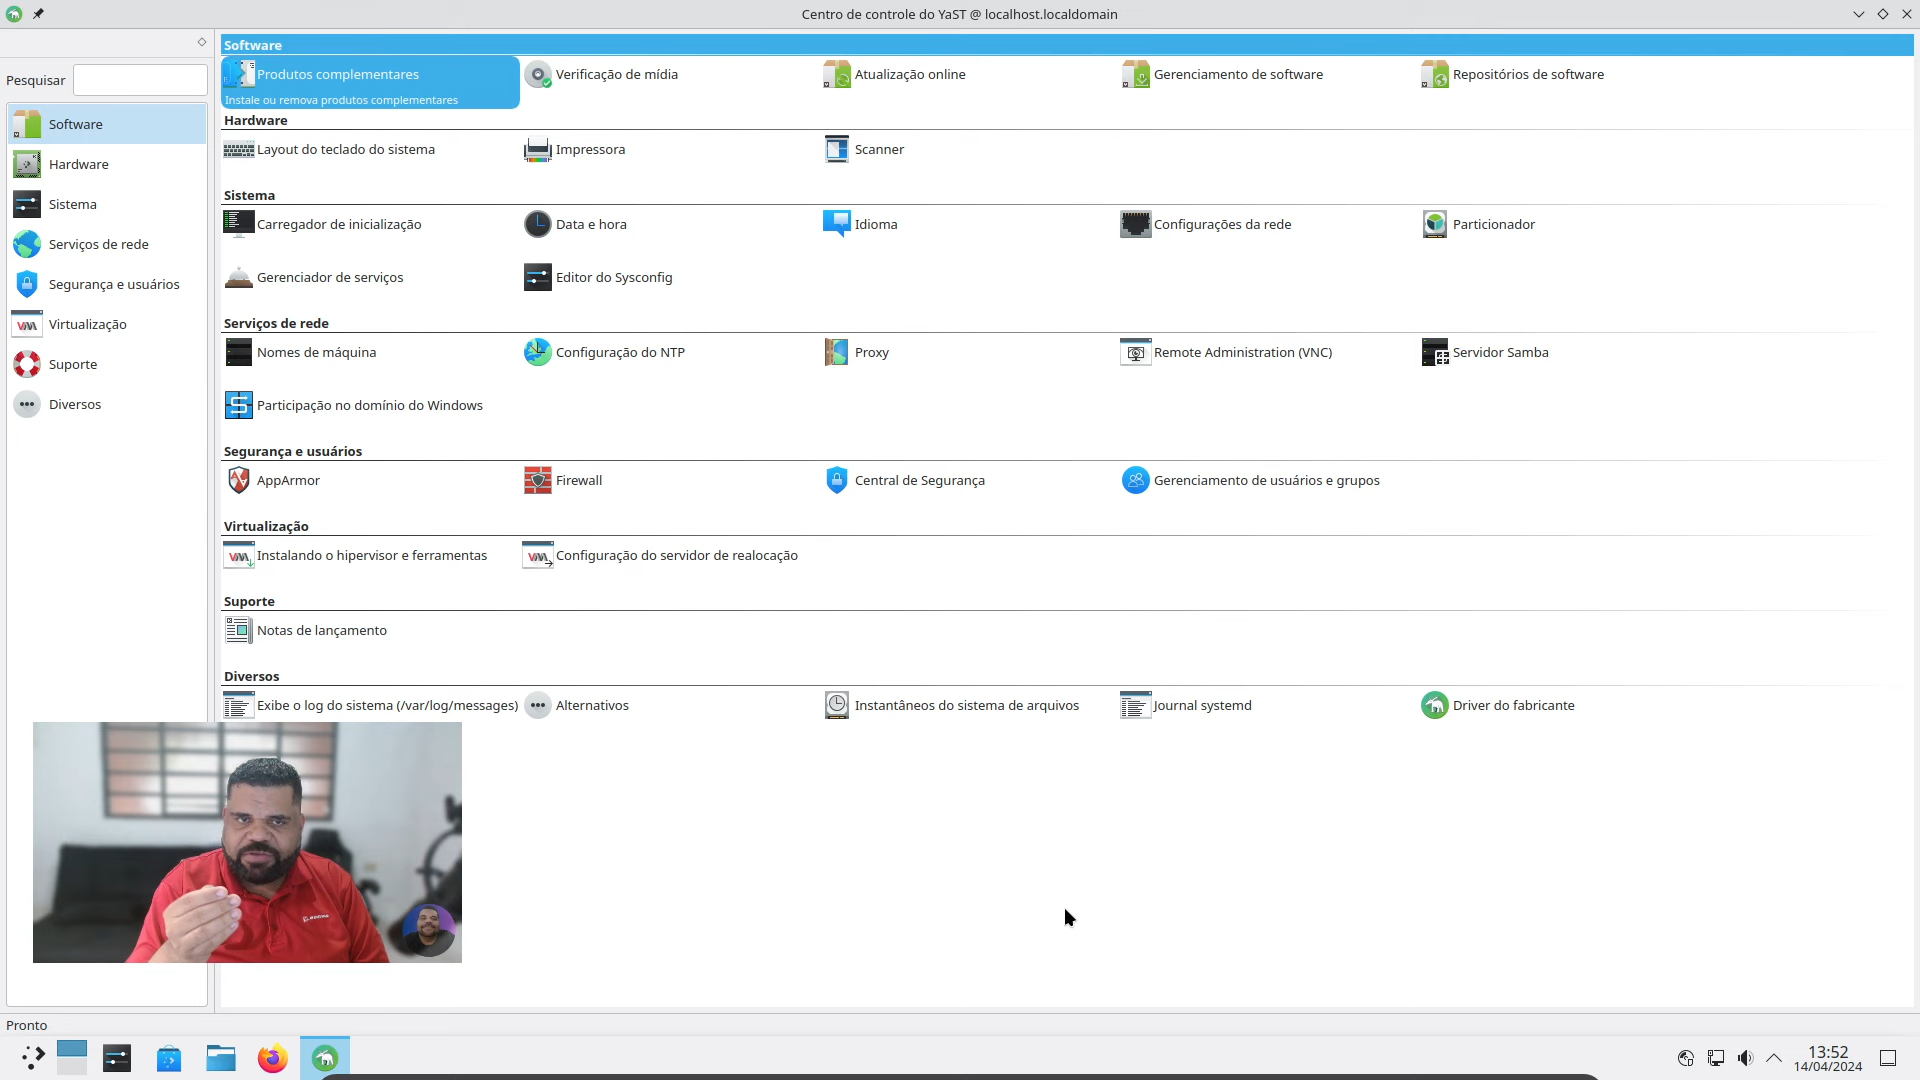 Centro de controle do YaST @ localhost.localdomain
Pesquisar
Software
Hardware
Sistema
Serviços de rede
Segurança e usuários
Virtualização
Suporte
Diversos
Software
Produtos complementares
Instale ou remova produtos complementares
Verificação de mídia
Atualização online
Gerenciamento de software
Repositórios de software
Hardware
Layout do teclado do sistema
Impressora
Scanner
Sistema
Carregador de inicialização
Data e hora
Idioma
Configurações da rede
Particionador
Gerenciador de serviços
Editor do Sysconfig
Serviços de rede
Nomes de máquina
Configuração do NTP
Proxy
Remote Administration (VNC)
Servidor Samba
Participação no domínio do Windows
Segurança e usuários
AppArmor
Firewall
Central de Segurança
Gerenciamento de usuários e grupos
Virtualização
Instalando o hipervisor e ferramentas
Configuração do servidor de realocação
Suporte
Notas de lançamento
Diversos
Exibe o log do sistema (/var/log/messages)
Alternativos
Instantâneos do sistema de arquivos
Journal systemd
Driver do fabricante
Pronto
13:52
14/04/2024